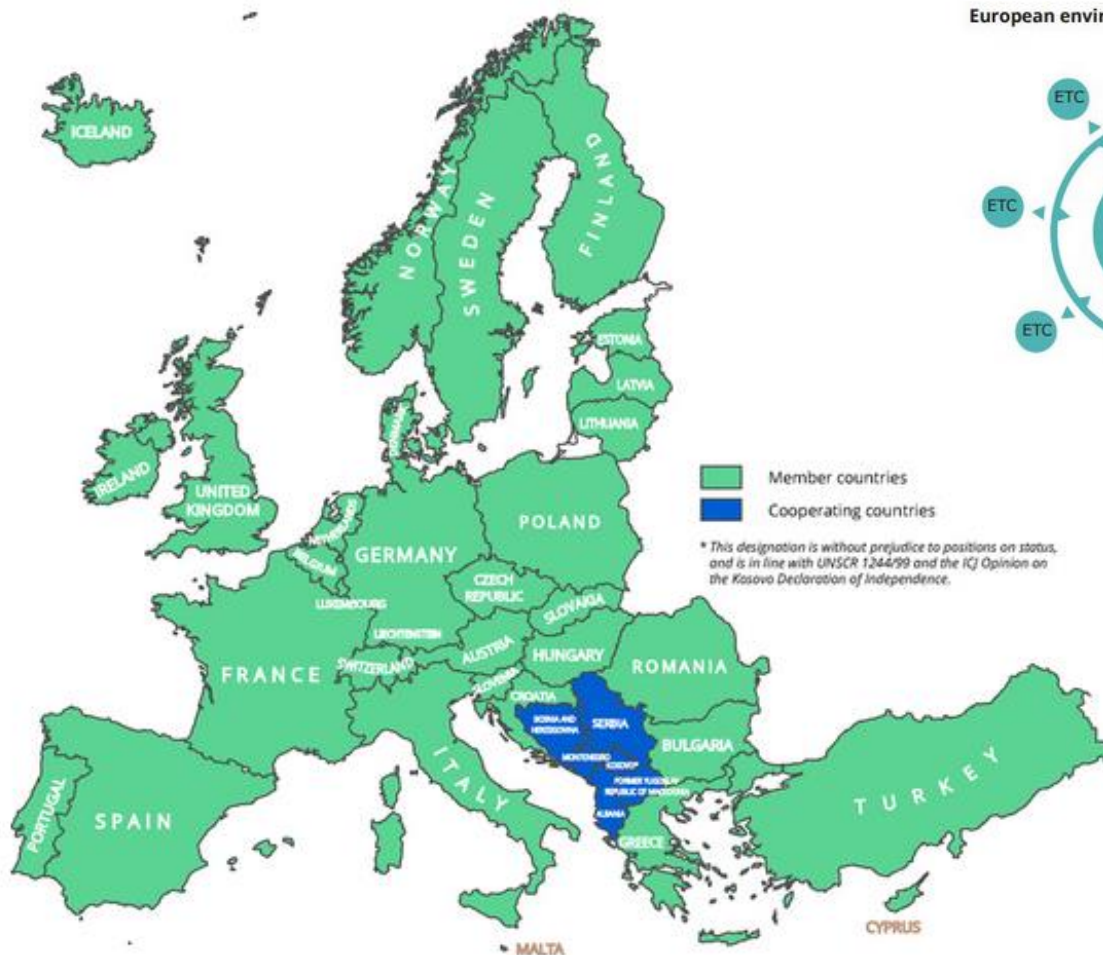 European envir
ETC
ETC
ETC
ICELAND
NORWAY
SWEDEN
FINLAND
ESTONIA
LATVIA
LITHUANIA
DENMARK
IRELAND
UNITED
KINGDOM
NETHERLANDS
BELGIUM
GERMANY
POLAND
LUXEMBOURG
CZECH
REPUBLIC
SLOVAKIA
LIECHTENSTEIN
SWITZERLAND
AUSTRIA
HUNGARY
FRANCE
SLOVENIA
CROATIA
ROMANIA
BOSNIA AND
HERZEGOVINA
SERBIA
MONTENEGRO
KOSOVO*
BULGARIA
FORMER YUGOSLAV
REPUBLIC OF MACEDONIA
ALBANIA
ITALY
PORTUGAL
SPAIN
GREECE
TURKEY
MALTA
CYPRUS
Member countries
Cooperating countries
* This designation is without prejudice to positions on status,
and is in line with UNSCR 1244/99 and the ICJ Opinion on
the Kosovo Declaration of Independence.